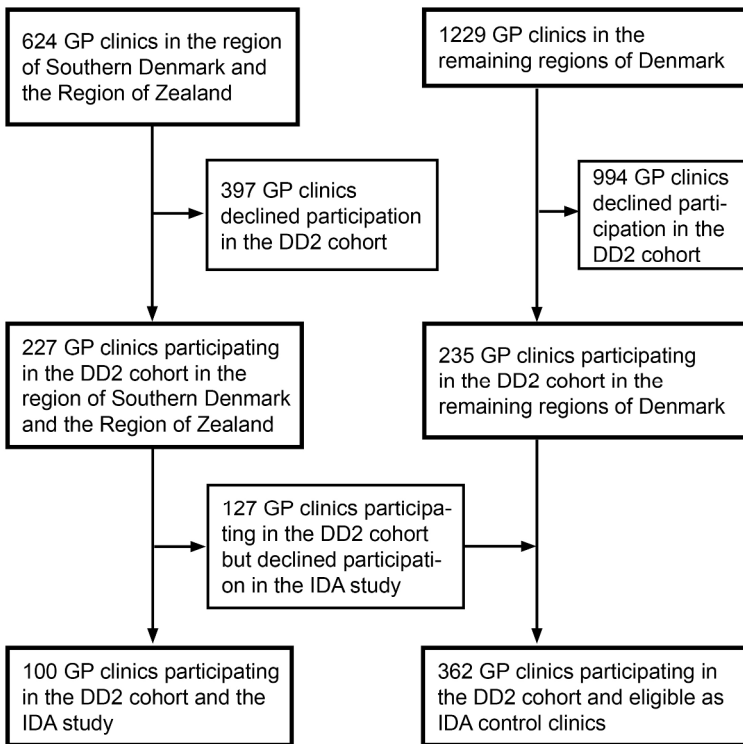 624 GP clinics in the region
of Southern Denmark and
the Region of Zealand
1229 GP clinics in the
remaining regions of Denmark
397 GP clinics
declined participation
in the DD2 cohort
994 GP clinics
declined parti-
cipation in the
DD2 cohort
227 GP clinics participating
in the DD2 cohort in the
region of Southern Denmark
and the Region of Zealand
235 GP clinics participating
in the DD2 cohort in the
remaining regions of Denmark
127 GP clinics participa-
ting in the DD2 cohort
but declined participati-
on in the IDA study
100 GP clinics participating
in the DD2 cohort and the
IDA study
362 GP clinics participating in
the DD2 cohort and eligible as
IDA control clinics